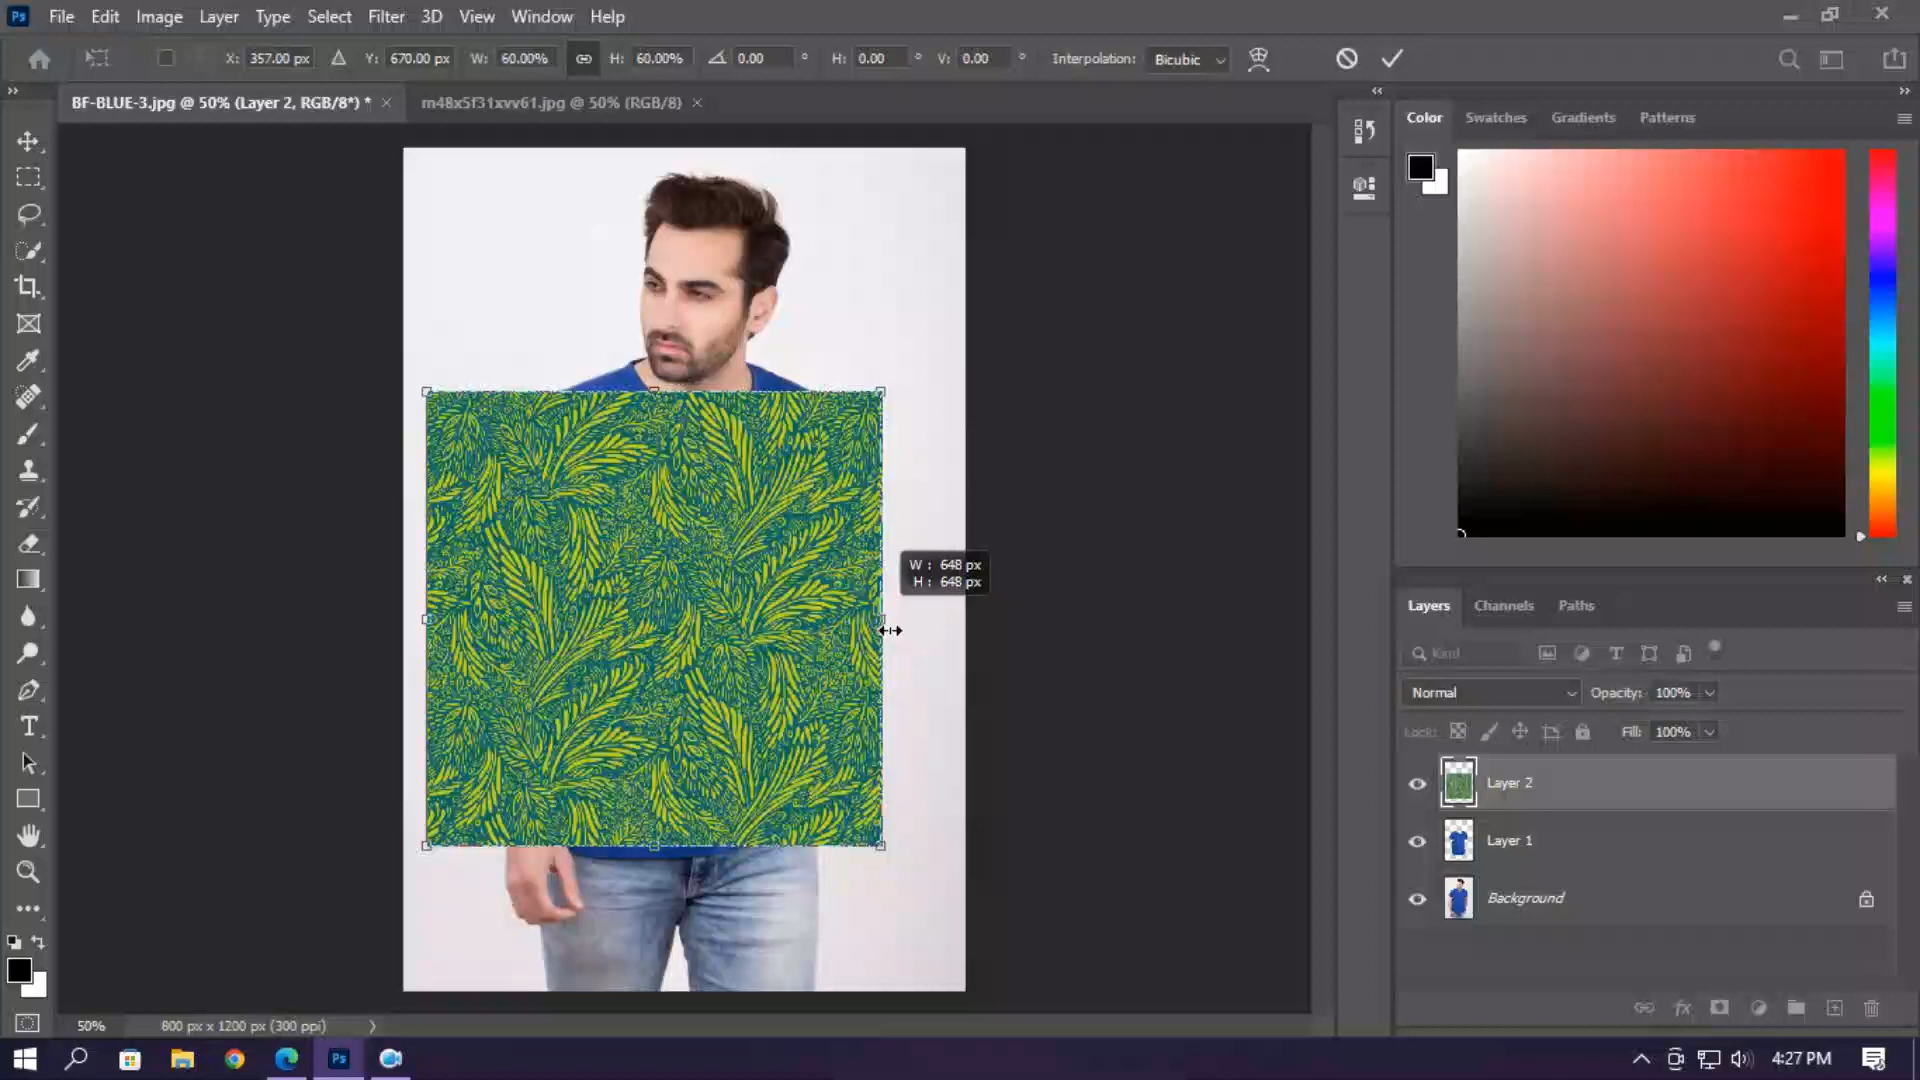 Ps File Edit Image Layer Type Select Filter 3D View Window Help
X: 357.00 px Y: 670.00 px W: 60.00% H: 60.00% 0.00 ° H: 0.00 ° V: 0.00 ° Interpolation: Bicubic
BF-BLUE-3.jpg @ 50% (Layer 2, RGB/8*) * m48x5f31xvv61.jpg @ 50% (RGB/8)
Color Swatches Gradients Patterns
W : 648 px
H : 648 px
Layers Channels Paths
Kind
Normal Opacity: 100%
Lock: Fill: 100%
Layer 2
Layer 1
Background
50% 800 px x 1200 px (300 ppi)
Ps 4:27 PM